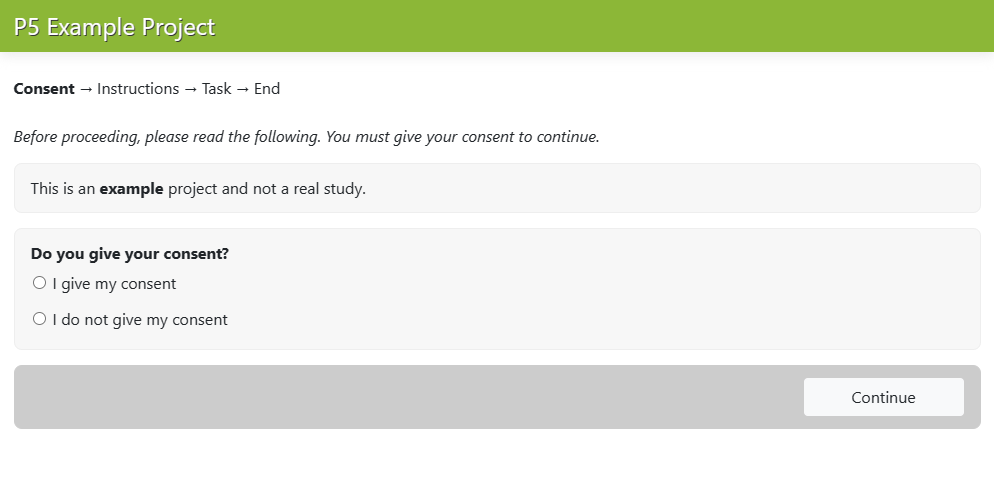 P5 Example Project
Consent → Instructions → Task → End
Before proceeding, please read the following. You must give your consent to continue.
This is an example project and not a real study.
Do you give your consent?
I give my consent
I do not give my consent
Continue